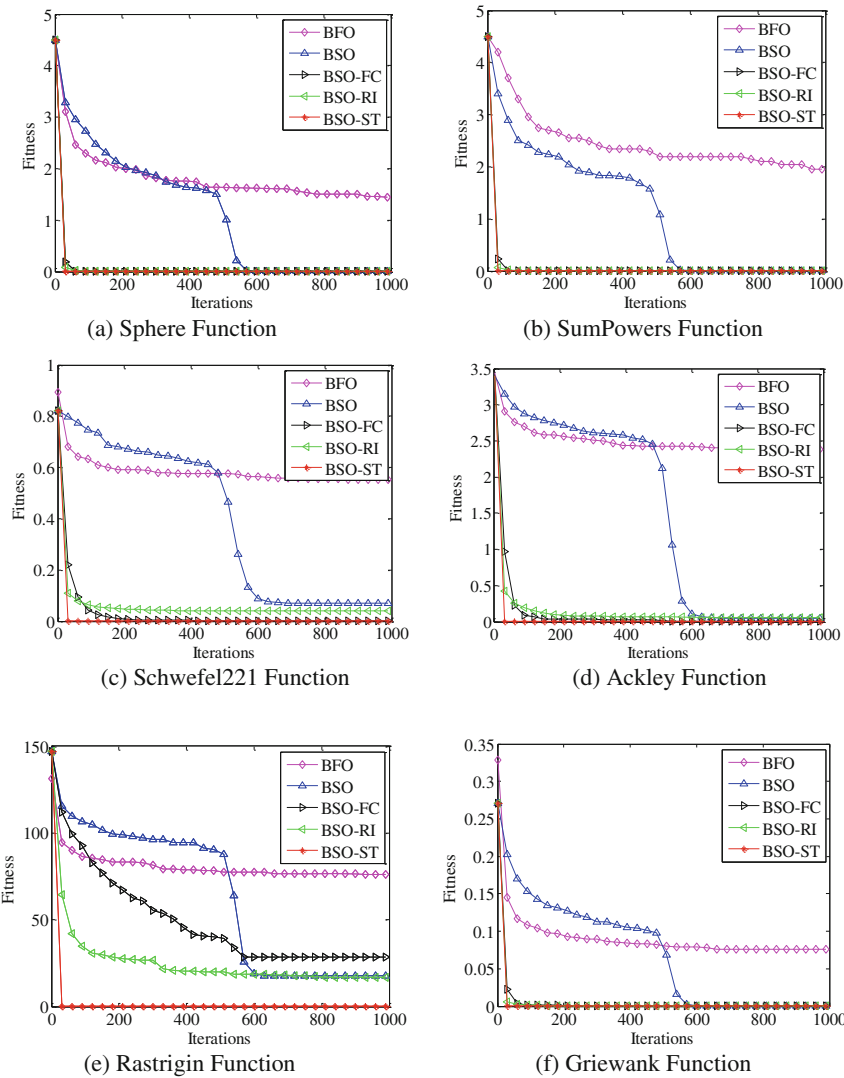 5
4
3
2
1
0
0
200
400
600
800
1000
Iterations
Fitness
BFO
BSO
BSO-FC
BSO-RI
BSO-ST
(a) Sphere Function
5
4
3
2
1
0
0
200
400
600
800
1000
Iterations
Fitness
BFO
BSO
BSO-FC
BSO-RI
BSO-ST
(b) SumPowers Function
1
0.8
0.6
0.4
0.2
0
0
200
400
600
800
1000
Iterations
Fitness
BFO
BSO
BSO-FC
BSO-RI
BSO-ST
(c) Schwefel221 Function
3.5
3
2.5
2
1.5
1
0.5
0
0
200
400
600
800
1000
Iterations
Fitness
BFO
BSO
BSO-FC
BSO-RI
BSO-ST
(d) Ackley Function
150
100
50
0
0
200
400
600
800
1000
Iterations
Fitness
BFO
BSO
BSO-FC
BSO-RI
BSO-ST
(e) Rastrigin Function
0.35
0.3
0.25
0.2
0.15
0.1
0.05
0
0
200
400
600
800
1000
Iterations
Fitness
BFO
BSO
BSO-FC
BSO-RI
BSO-ST
(f) Griewank Function